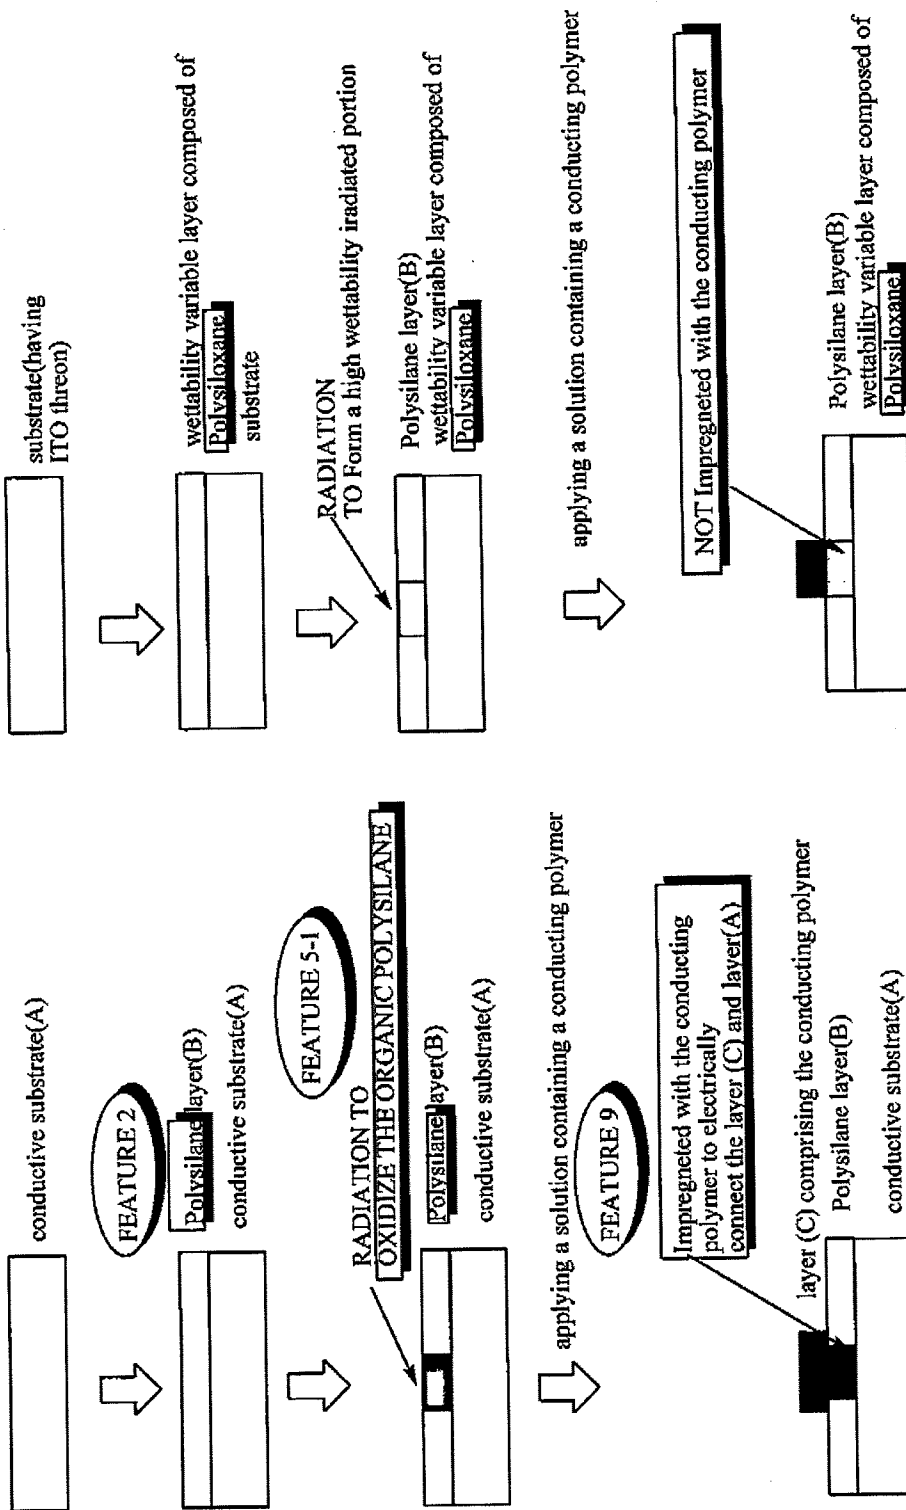 conductive substrate(A)
FEATURE 2
Polysilane layer(B)
conductive substrate(A)
FEATURE 5-1
RADIATION TO
OXIDIZE THE ORGANIC POLYSILANE
Polysilane layer(B)
conductive substrate(A)
applying a solution containing a conducting polymer
FEATURE 9
Impregneted with the conducting
polymer to electrically
connect the layer (C) and layer(A)
layer (C) comprising the conducting polymer
Polysilane layer(B)
conductive substrate(A)
substrate(having
ITO threon)
wettability variable layer composed of
Polysiloxane
substrate
RADIATION
TO Form a high wettability iradiated portion
Polysilane layer(B)
wettability variable layer composed of
Polysiloxane
applying a solution containing a conducting polymer
NOT Impregneted with the conducting polymer
Polysilane layer(B)
wettability variable layer composed of
Polysiloxane